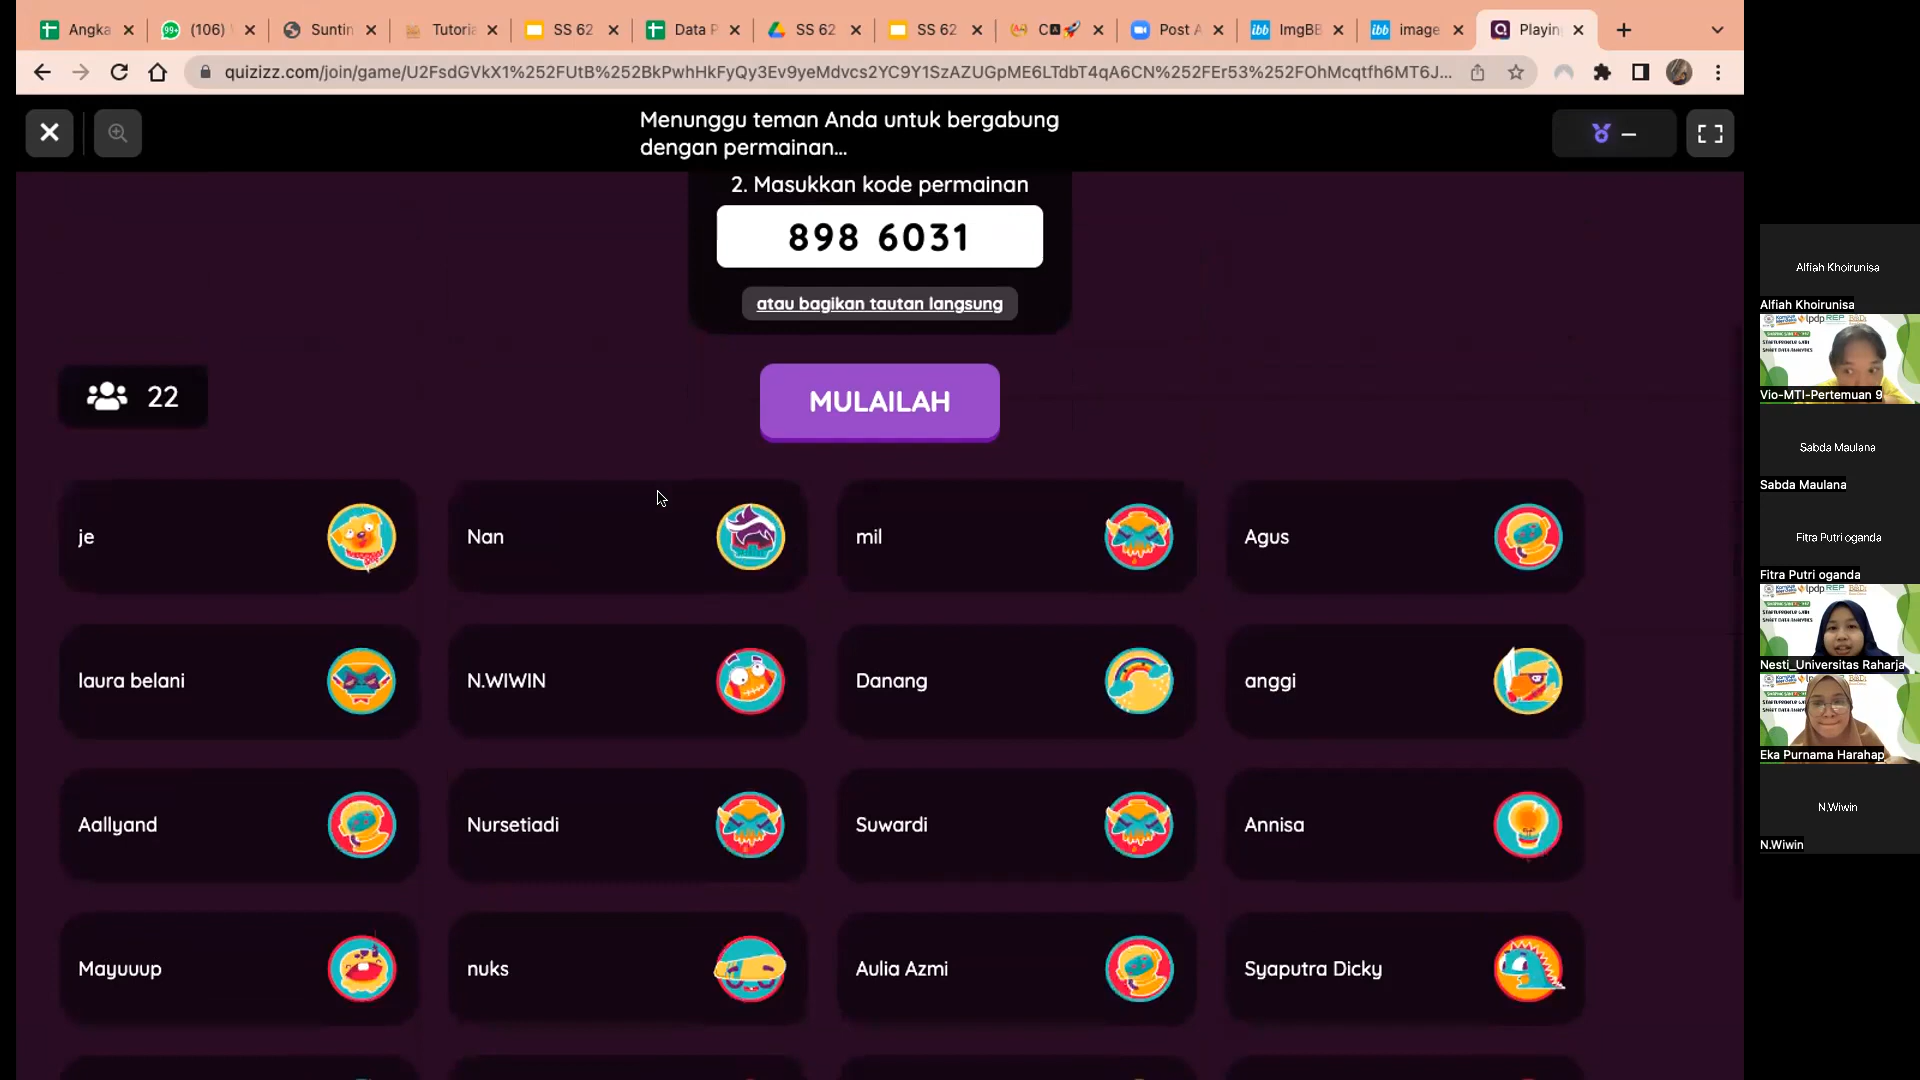 Angka
(106)
Suntin
Tutoria
SS 62
Data P
SS 62
SS 62
Post A
ImgBB
image
Playin
quizizz.com/join/game/U2FsdGVkX1%252FUtB%252BkPwhHkFyQy3Ev9yeMdvcs2YC9Y1SzAZUGpME6LTdbT4qA6CN%252FEr53%252FOhMcqtfh6MT6J...
Menunggu teman Anda untuk bergabung
dengan permainan...
2. Masukkan kode permainan
898 6031
atau bagikan tautan langsung
22
MULAILAH
je
Nan
mil
Agus
laura belani
N.WIWIN
Danang
anggi
Aallyand
Nursetiadi
Suwardi
Annisa
Mayuuup
nuks
Aulia Azmi
Syaputra Dicky
Alfiah Khoirunisa
Alfiah Khoirunisa
Vio-MTI-Pertemuan 9
Sabda Maulana
Sabda Maulana
Fitra Putri oganda
Fitra Putri oganda
Nesti_Universitas Raharja
Eka Purnama Harahap
N.Wiwin
N.Wiwin